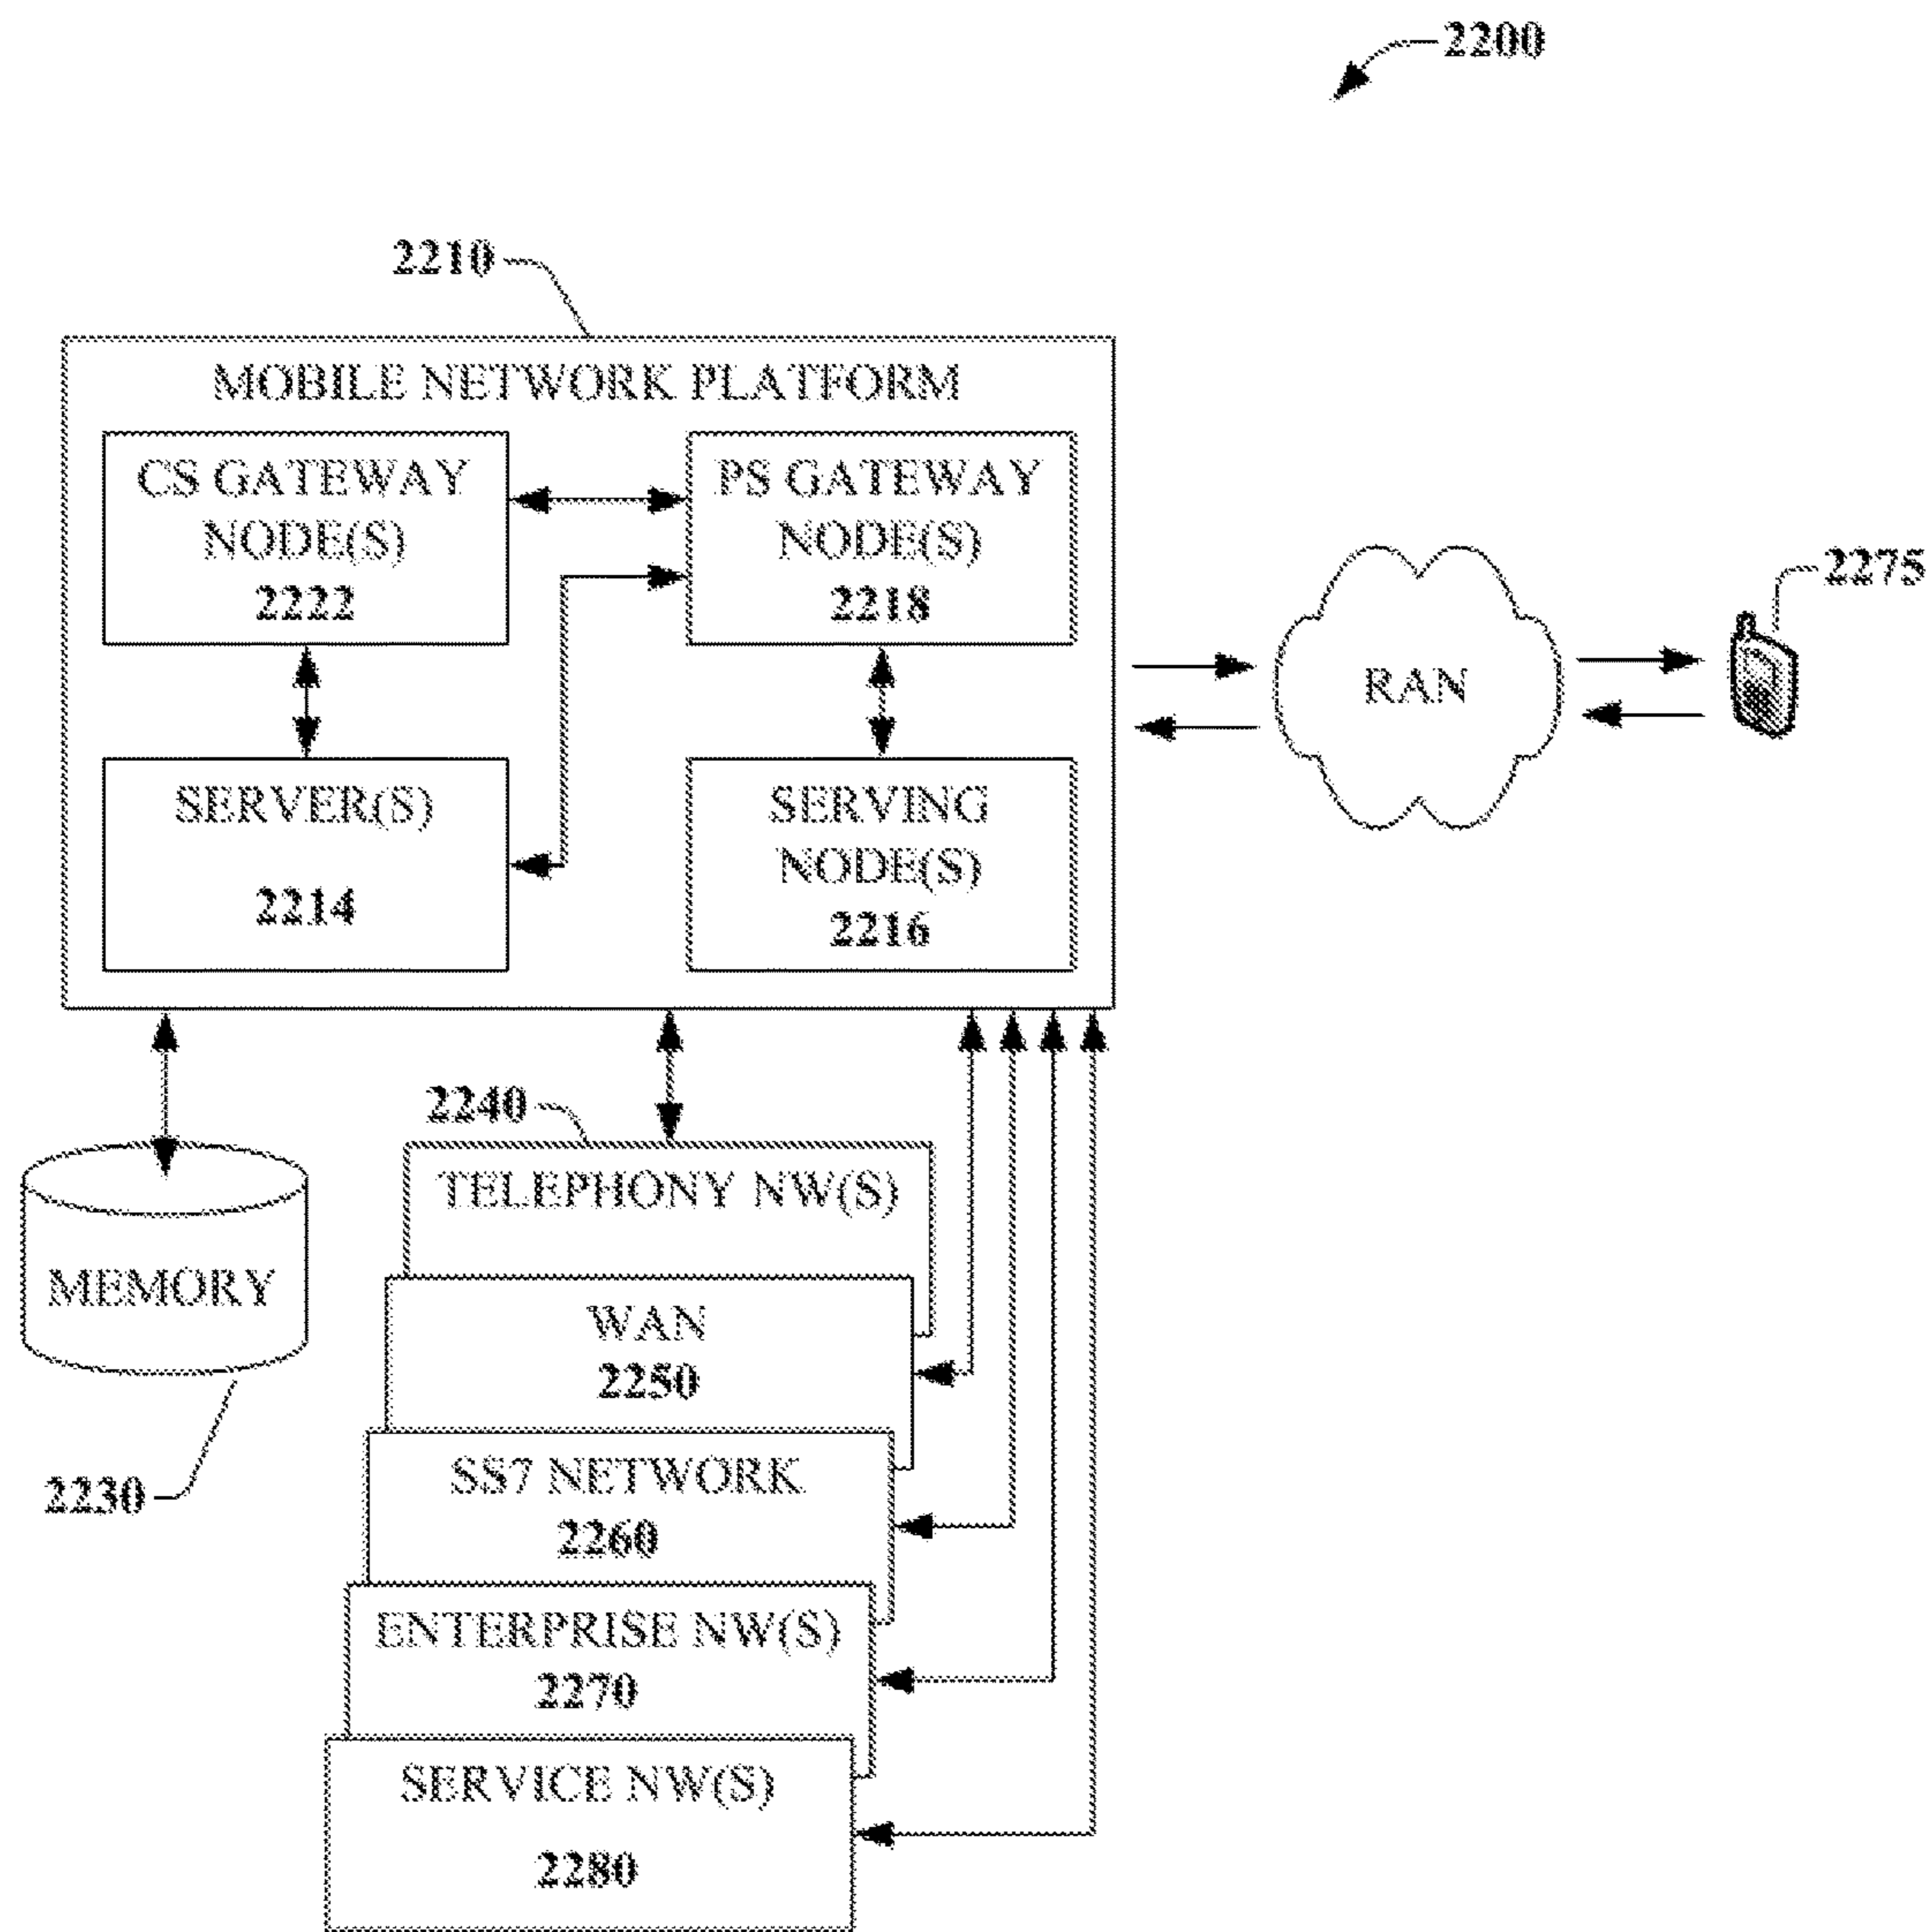 2200
2210
MOBILE NETWORK PLATFORM
CS GATEWAY
NODE(S)
2222
PS GATEWAY
NODE(S)
2218
SERVER(S)
2214
SERVING
NODE(S)
2216
RAN
2275
2240
TELEPHONY NW(S)
MEMORY
2230
WAN
2250
SS7 NETWORK
2260
ENTERPRISE NW(S)
2270
SERVICE NW(S)
2280